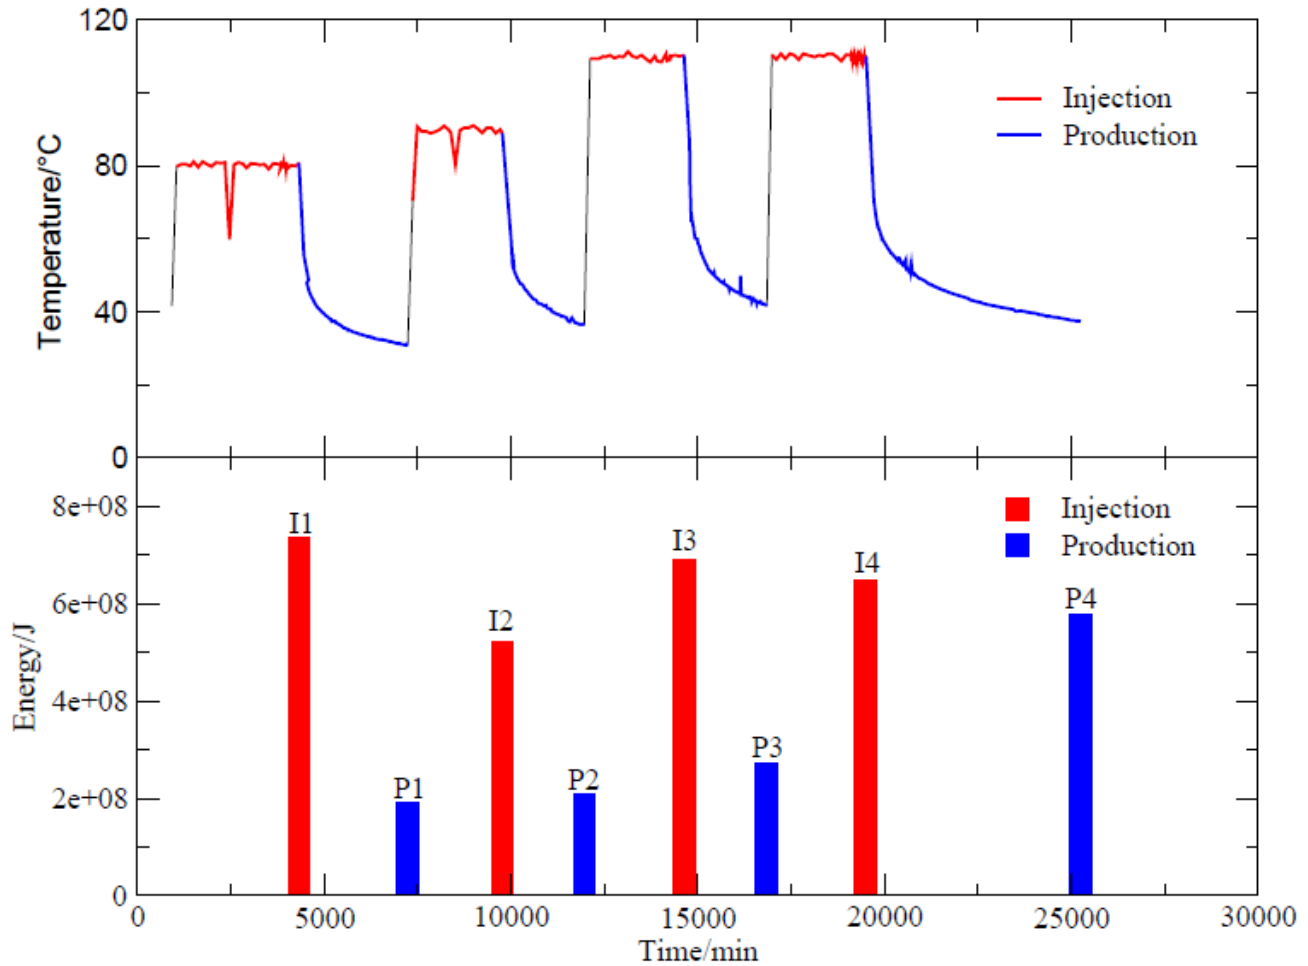 120
80
40
0
Temperature/°C
Injection
Production
8e+08
6e+08
4e+08
2e+08
0
Energy/J
Injection
Production
I1
P1
I2
P2
I3
P3
I4
P4
0 5000 10000 15000 20000 25000 30000
Time/min